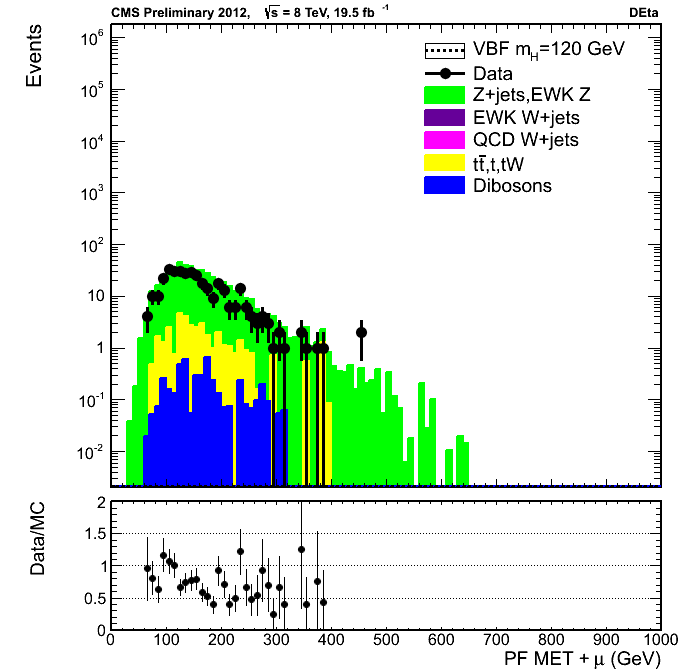 CMS Preliminary 2012, √s = 8 TeV, 19.5 fb⁻¹ DEta
Events
10⁶
10⁵
10⁴
10³
10²
10
1
10⁻¹
10⁻²
VBF m_H=120 GeV
Data
Z+jets,EWK Z
EWK W+jets
QCD W+jets
tt̄,t,tW
Dibosons
Data/MC
2
1.5
1
0.5
0
0 100 200 300 400 500 600 700 800 900 1000
PF MET + μ (GeV)